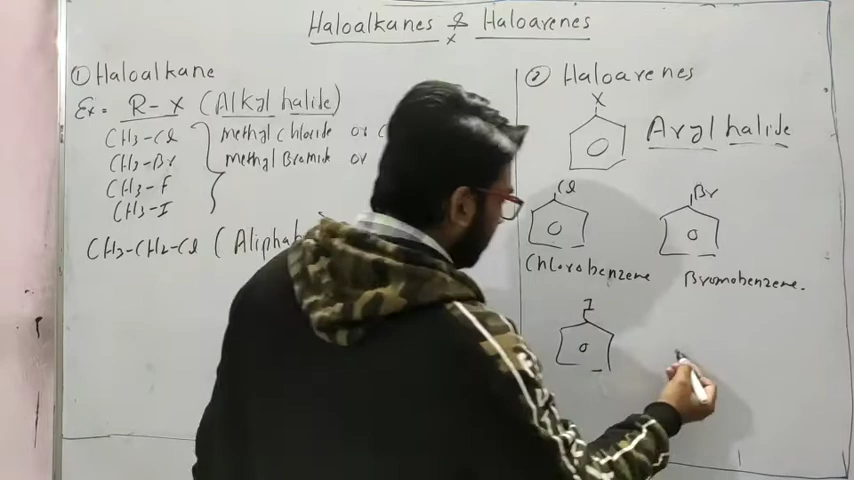 Haloalkanes & Haloarenes
① Haloalkane
Ex. R-X (Alkyl halide)
CH3-Cl
methyl Chloride or
CH3-Br
methyl Bromide or
CH3-F
CH3-I
CH3-CH2-Cl
② Haloarenes
X
Aryl halide
Cl
Chlorobenzene
Br
Bromobenzene.
I